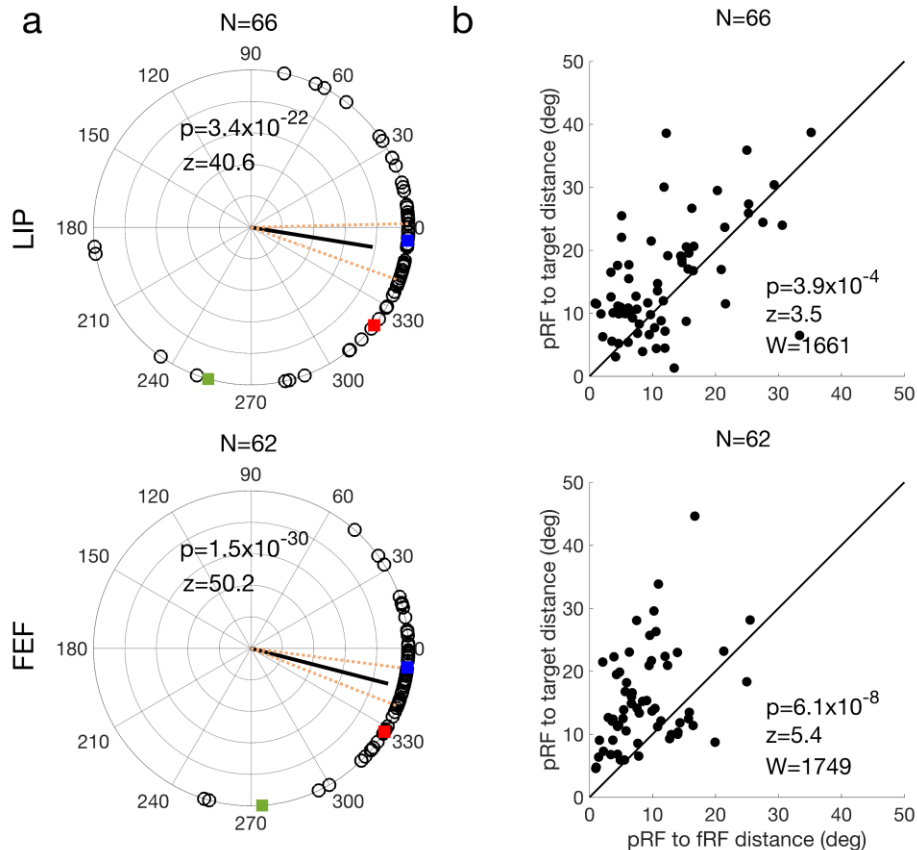 a
b
N=66
N=66
LIP
90
60
30
0
330
300
270
240
210
180
150
120
p=3.4x10-22
z=40.6
pRF to target distance (deg)
50
40
30
20
10
0
p=3.9x10-4
z=3.5
W=1661
0 10 20 30 40 50
N=62
N=62
FEF
90
60
30
0
330
300
270
240
210
180
150
120
p=1.5x10-30
z=50.2
pRF to target distance (deg)
50
40
30
20
10
0
p=6.1x10-8
z=5.4
W=1749
0 10 20 30 40 50
pRF to fRF distance (deg)